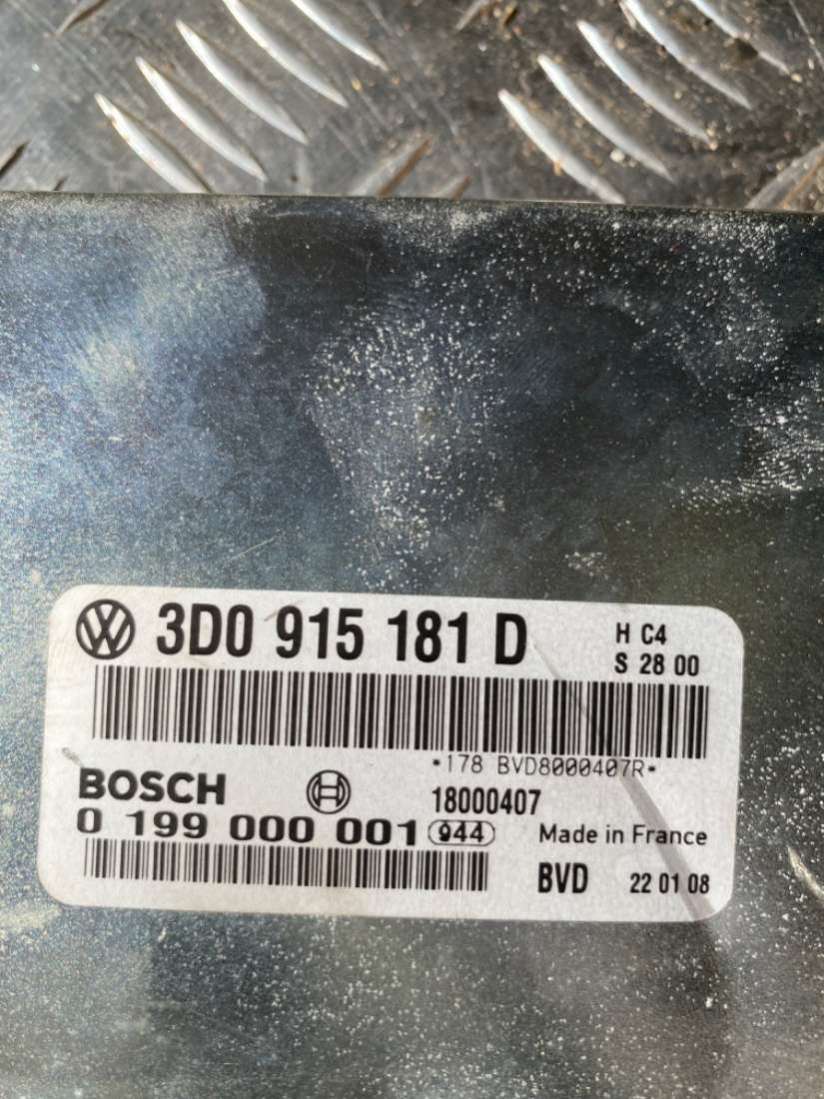 3D0 915 181 D
H C4
S 28 00
*178 BVD8000407R*
BOSCH
18000407
0 199 000 001 944
Made in France
BVD 22 01 08